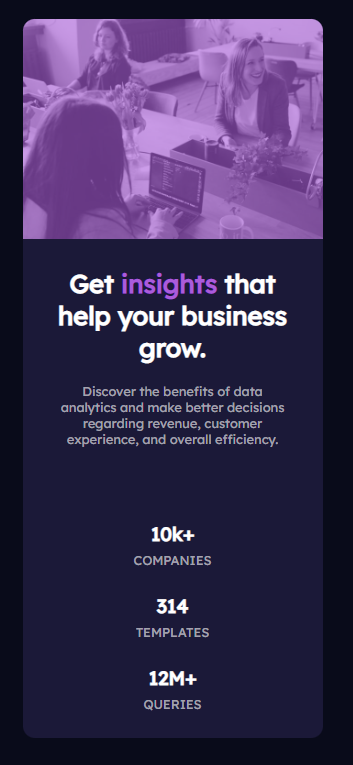 Get insights that
help your business
grow.
Discover the benefits of data
analytics and make better decisions
regarding revenue, customer
experience, and overall efficiency.
10k+
COMPANIES
314
TEMPLATES
12M+
QUERIES